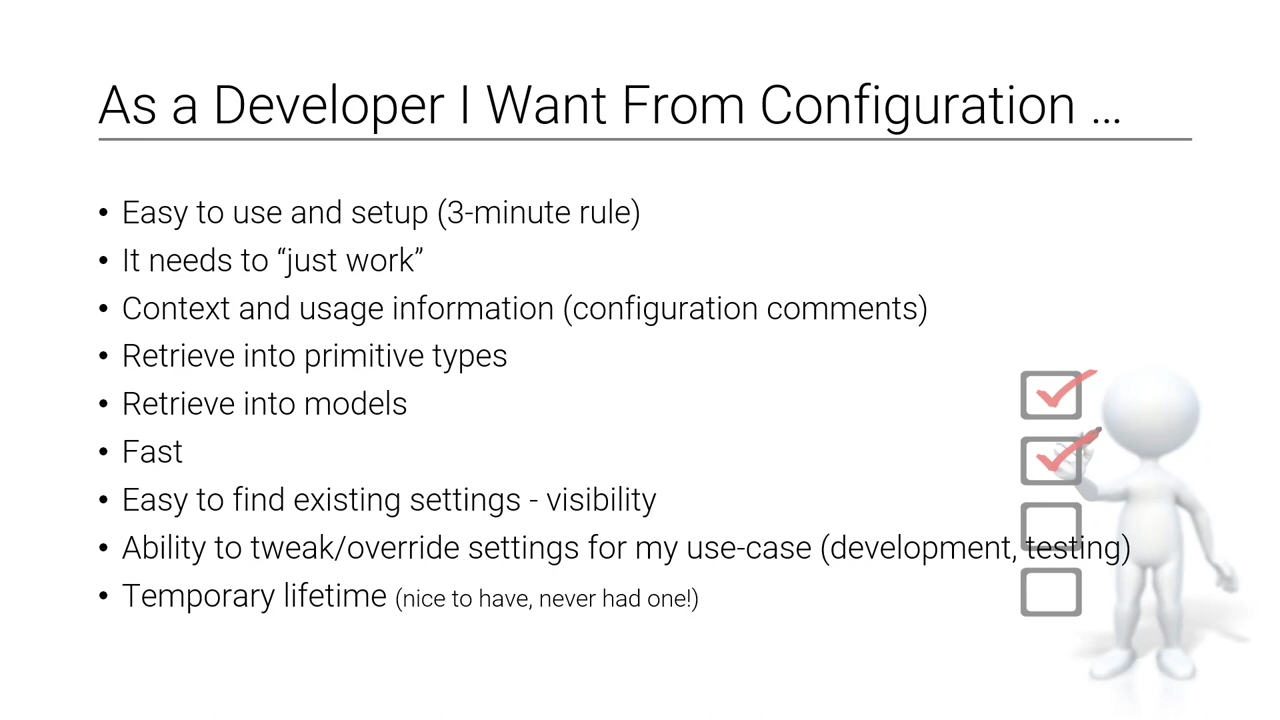 As a Developer I Want From Configuration ...
• Easy to use and setup (3-minute rule)
• It needs to “just work”
• Context and usage information (configuration comments)
• Retrieve into primitive types
• Retrieve into models
• Fast
• Easy to find existing settings - visibility
• Ability to tweak/override settings for my use-case (development, testing)
• Temporary lifetime (nice to have, never had one!)